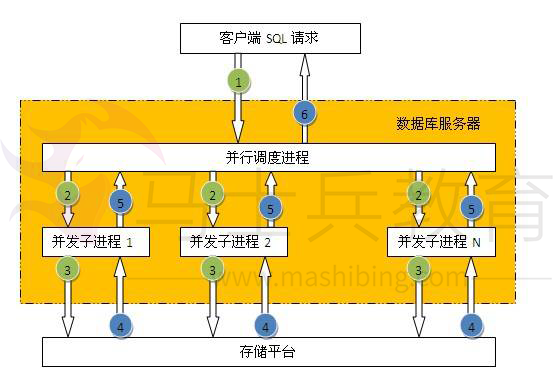 客户端 SQL 请求
1
6
数据库服务器
并行调度进程
2 5 2 5 2 5
马士兵教育
并发子进程 1 并发子进程 2 并发子进程 N
3 3 3
www.mashibing.com
4 4 4
存储平台